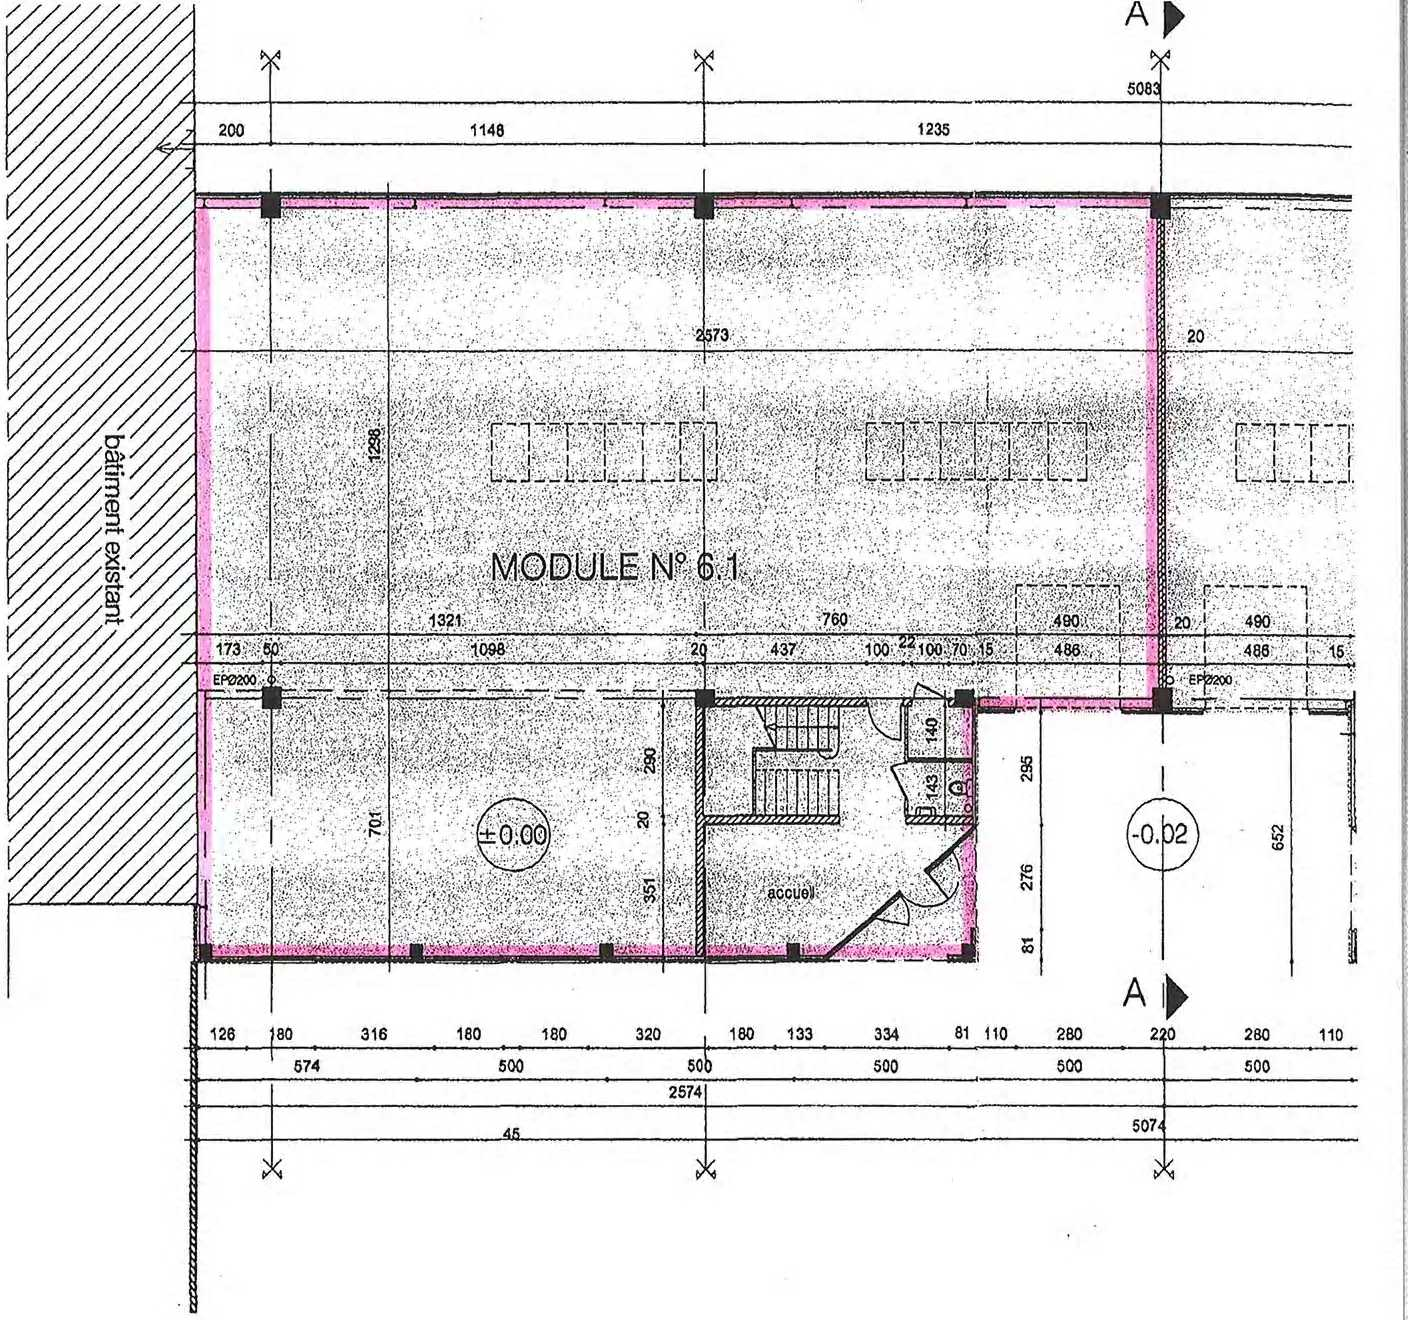 A
5083
200 1148 1235
2573 20
1298
bâtiment existant
MODULE N° 6.1
1321 760 490 20 490
173 50 1098 20 437 100 22 100 70 15 486 486 15
EPØ200 EPØ200
290 140 295
143
701 ±0.00 20 -0.02 652
351 accueil 276
81
A
126 180 316 180 180 320 180 133 334 81 110 280 220 280 110
574 500 500 500 500 500
2574
45 5074